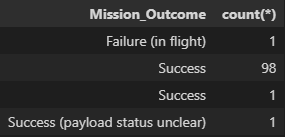 Mission_Outcome count(*)
Failure (in flight) 1
Success 98
Success 1
Success (payload status unclear) 1